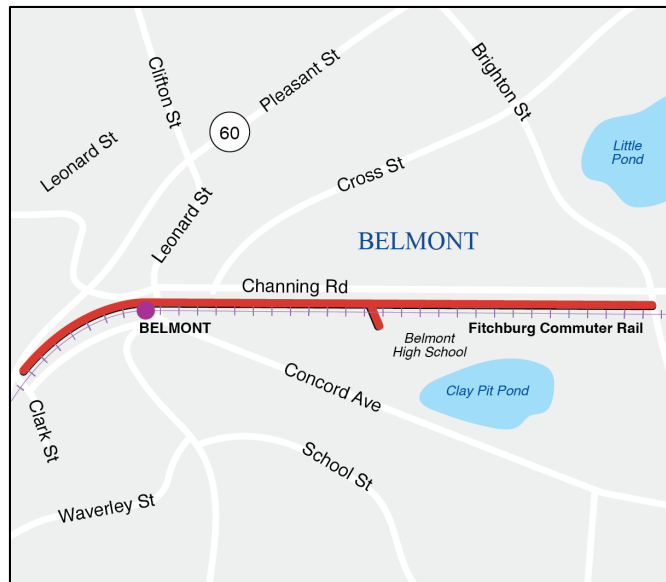 Clifton St
Pleasant St
Brighton St
60
Leonard St
Little
Pond
Cross St
Leonard St
BELMONT
Channing Rd
BELMONT
Fitchburg Commuter Rail
Belmont
High School
Concord Ave
Clay Pit Pond
Clark St
School St
Waverley St